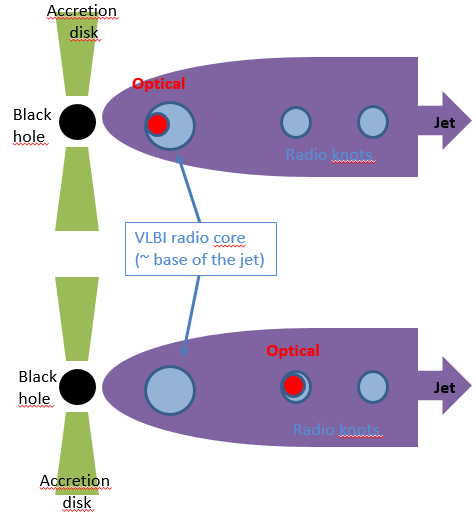 Accretion
disk
Optical
Black
hole
Jet
Radio knots
VLBI radio core
(~ base of the jet)
Optical
Black
hole
Jet
Radio knots
Accretion
disk